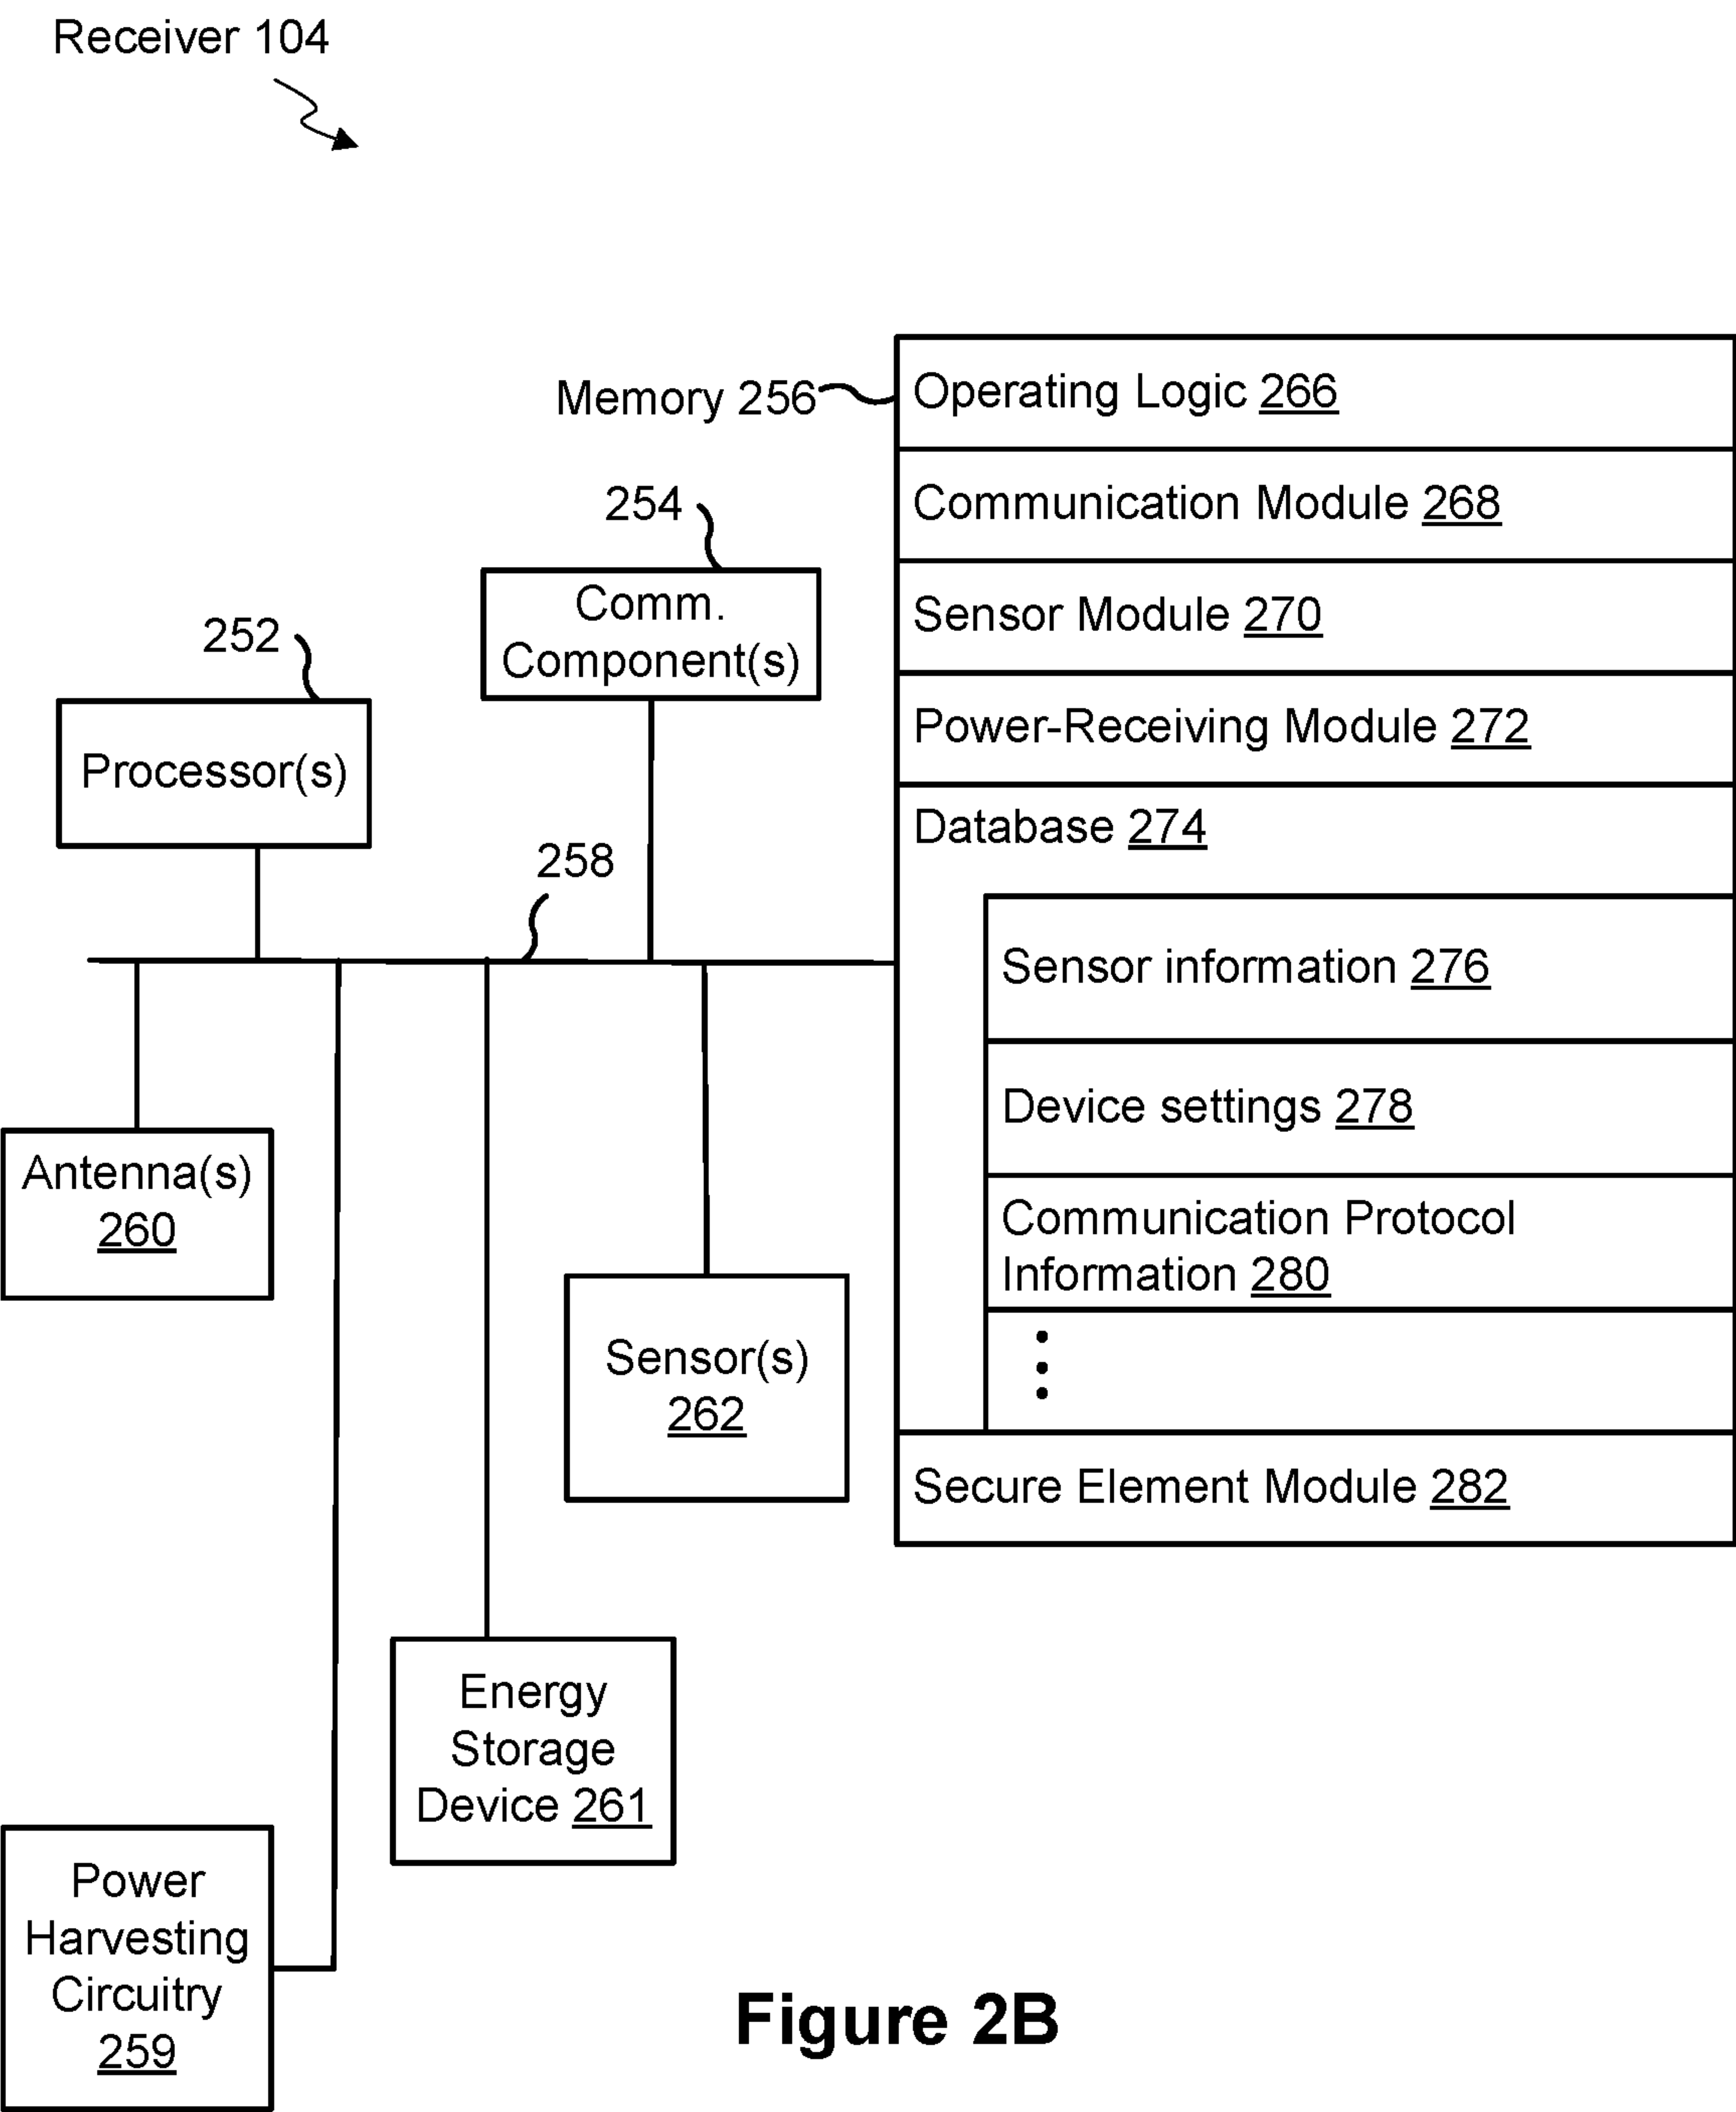 Receiver 104
Memory 256
Operating Logic 266
Communication Module 268
Sensor Module 270
Power-Receiving Module 272
Database 274
Sensor information 276
Device settings 278
Communication Protocol
Information 280
Secure Element Module 282
254
Comm.
Component(s)
252
Processor(s)
258
Antenna(s)
260
Sensor(s)
262
Energy
Storage
Device 261
Power
Harvesting
Circuitry
259
Figure 2B